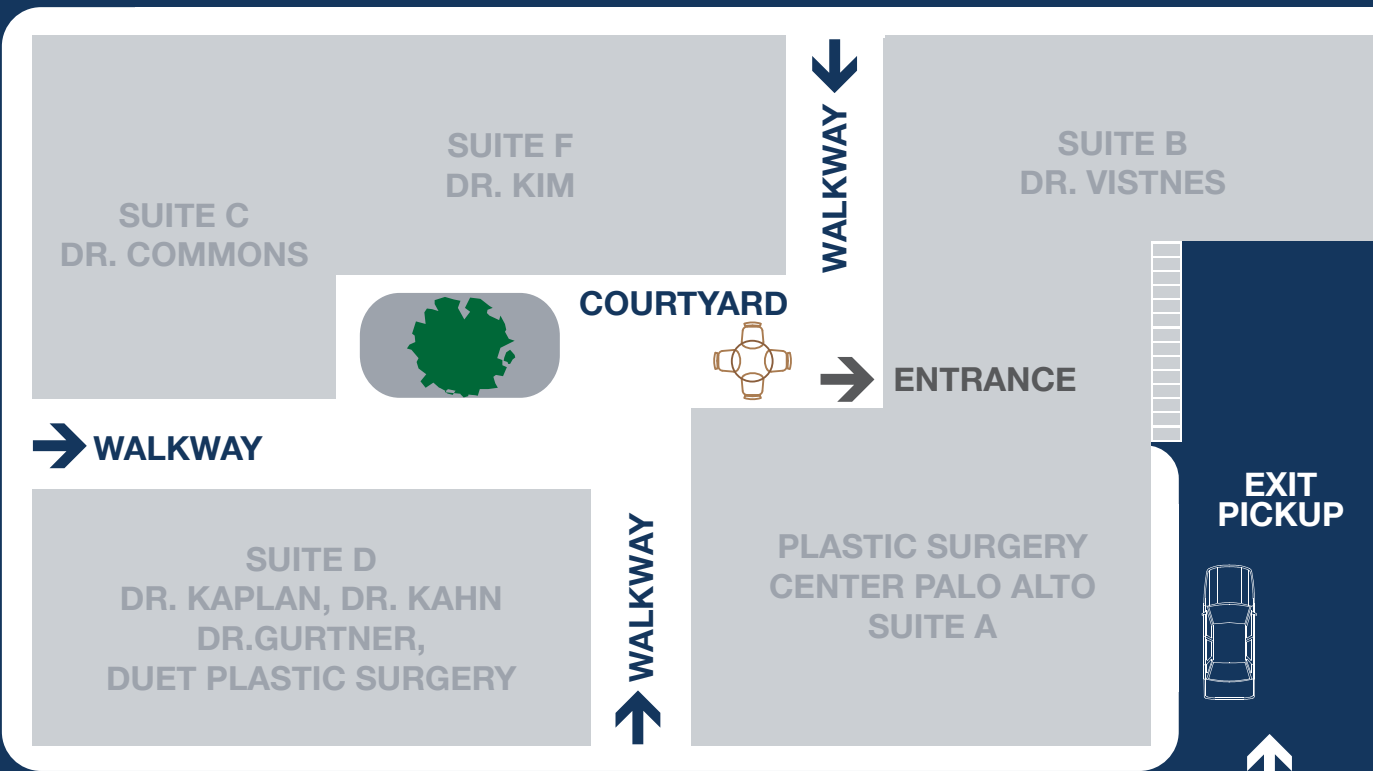 SUITE F
DR. KIM
SUITE C
DR. COMMONS
WALKWAY
SUITE B
DR. VISTNES
COURTYARD
ENTRANCE
WALKWAY
EXIT
PICKUP
SUITE D
DR. KAPLAN, DR. KAHN
DR.GURTNER,
DUET PLASTIC SURGERY
WALKWAY
PLASTIC SURGERY
CENTER PALO ALTO
SUITE A